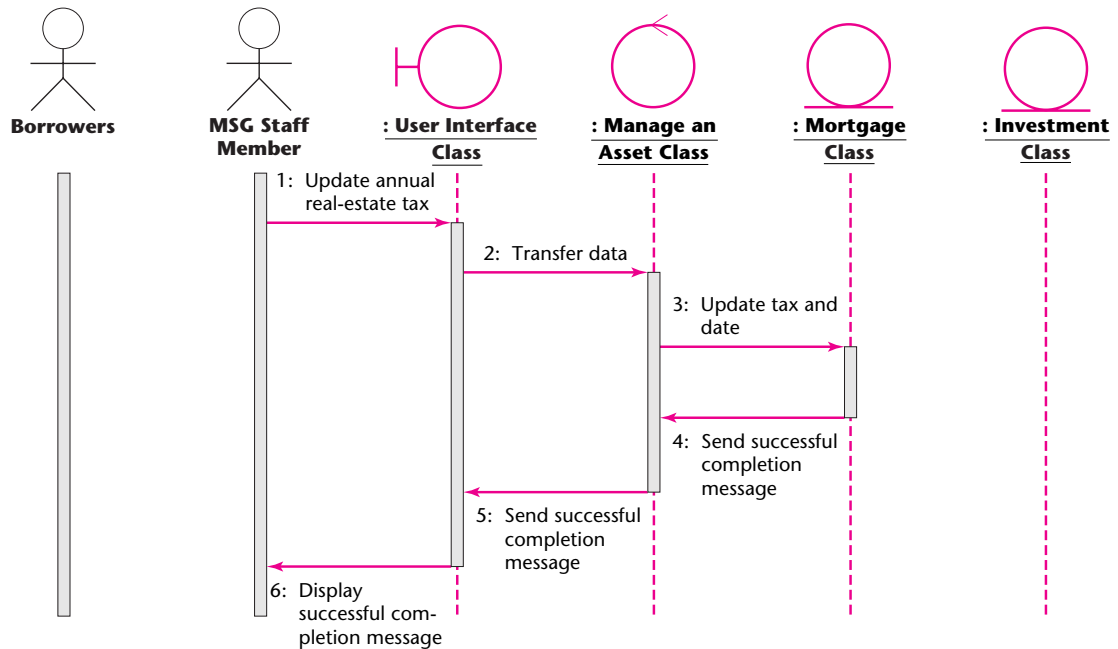 Borrowers
MSG Staff
Member
: User Interface
Class
: Manage an
Asset Class
: Mortgage
Class
: Investment
Class
1: Update annual
real-estate tax
2: Transfer data
3: Update tax and
date
4: Send successful
completion
message
5: Send successful
completion
message
6: Display
successful com-
pletion message